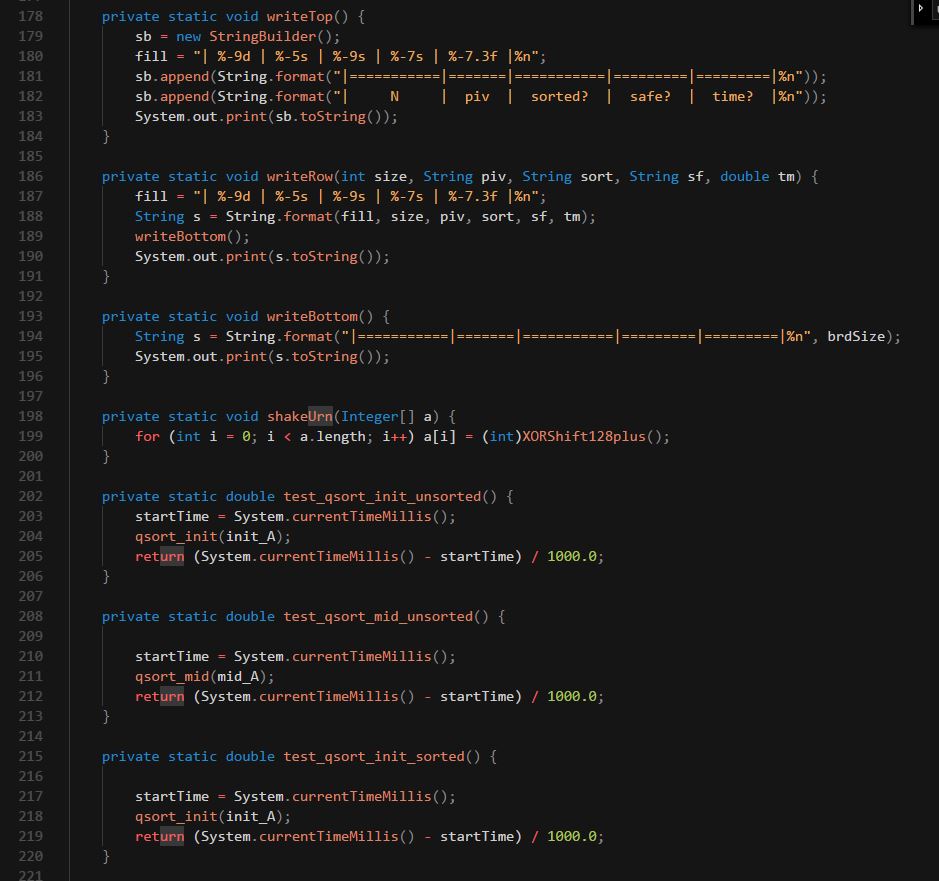 178 private static void writeTop() {
179 sb = new StringBuilder();
180 fill = "| %-9d | %-5s | %-9s | %-7s | %-7.3f |%n";
181 sb.append(String.format("|===========|=======|===========|=========|=========|%n"));
182 sb.append(String.format("|     N     |  piv  |  sorted?  |  safe?  |  time?  |%n"));
183 System.out.print(sb.toString());
184 }
185
186 private static void writeRow(int size, String piv, String sort, String sf, double tm) {
187 fill = "| %-9d | %-5s | %-9s | %-7s | %-7.3f |%n";
188 String s = String.format(fill, size, piv, sort, sf, tm);
189 writeBottom();
190 System.out.print(s.toString());
191 }
192
193 private static void writeBottom() {
194 String s = String.format("|===========|=======|===========|=========|=========|%n", brdSize);
195 System.out.print(s.toString());
196 }
197
198 private static void shakeUrn(Integer[] a) {
199 for (int i = 0; i < a.length; i++) a[i] = (int)XORShift128plus();
200 }
201
202 private static double test_qsort_init_unsorted() {
203 startTime = System.currentTimeMillis();
204 qsort_init(init_A);
205 return (System.currentTimeMillis() - startTime) / 1000.0;
206 }
207
208 private static double test_qsort_mid_unsorted() {
209
210 startTime = System.currentTimeMillis();
211 qsort_mid(mid_A);
212 return (System.currentTimeMillis() - startTime) / 1000.0;
213 }
214
215 private static double test_qsort_init_sorted() {
216
217 startTime = System.currentTimeMillis();
218 qsort_init(init_A);
219 return (System.currentTimeMillis() - startTime) / 1000.0;
220 }
221